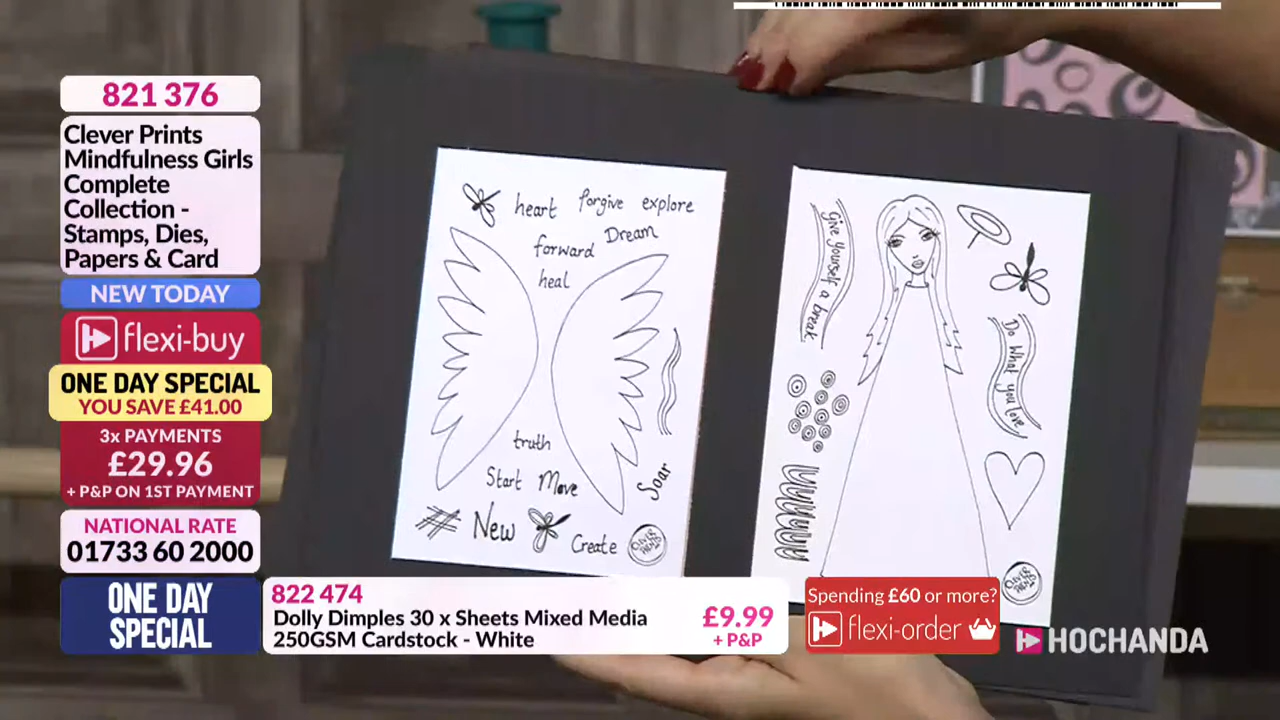 821 376
Clever Prints
Mindfulness Girls
Complete
Collection -
Stamps, Dies,
Papers & Card
NEW TODAY
flexi-buy
ONE DAY SPECIAL
YOU SAVE £41.00
3x PAYMENTS
£29.96
+ P&P ON 1ST PAYMENT
NATIONAL RATE
01733 60 2000
ONE DAY
SPECIAL
822 474
Dolly Dimples 30 x Sheets Mixed Media
250GSM Cardstock - White
£9.99
+ P&P
Spending £60 or more?
flexi-order
HOCHANDA
heart forgive explore
forward Dream
heal
truth
Start Move
Soar
New
Create
CLEVER
PRINTS
Give yourself a break
Do What you love
CLEVER
PRINTS